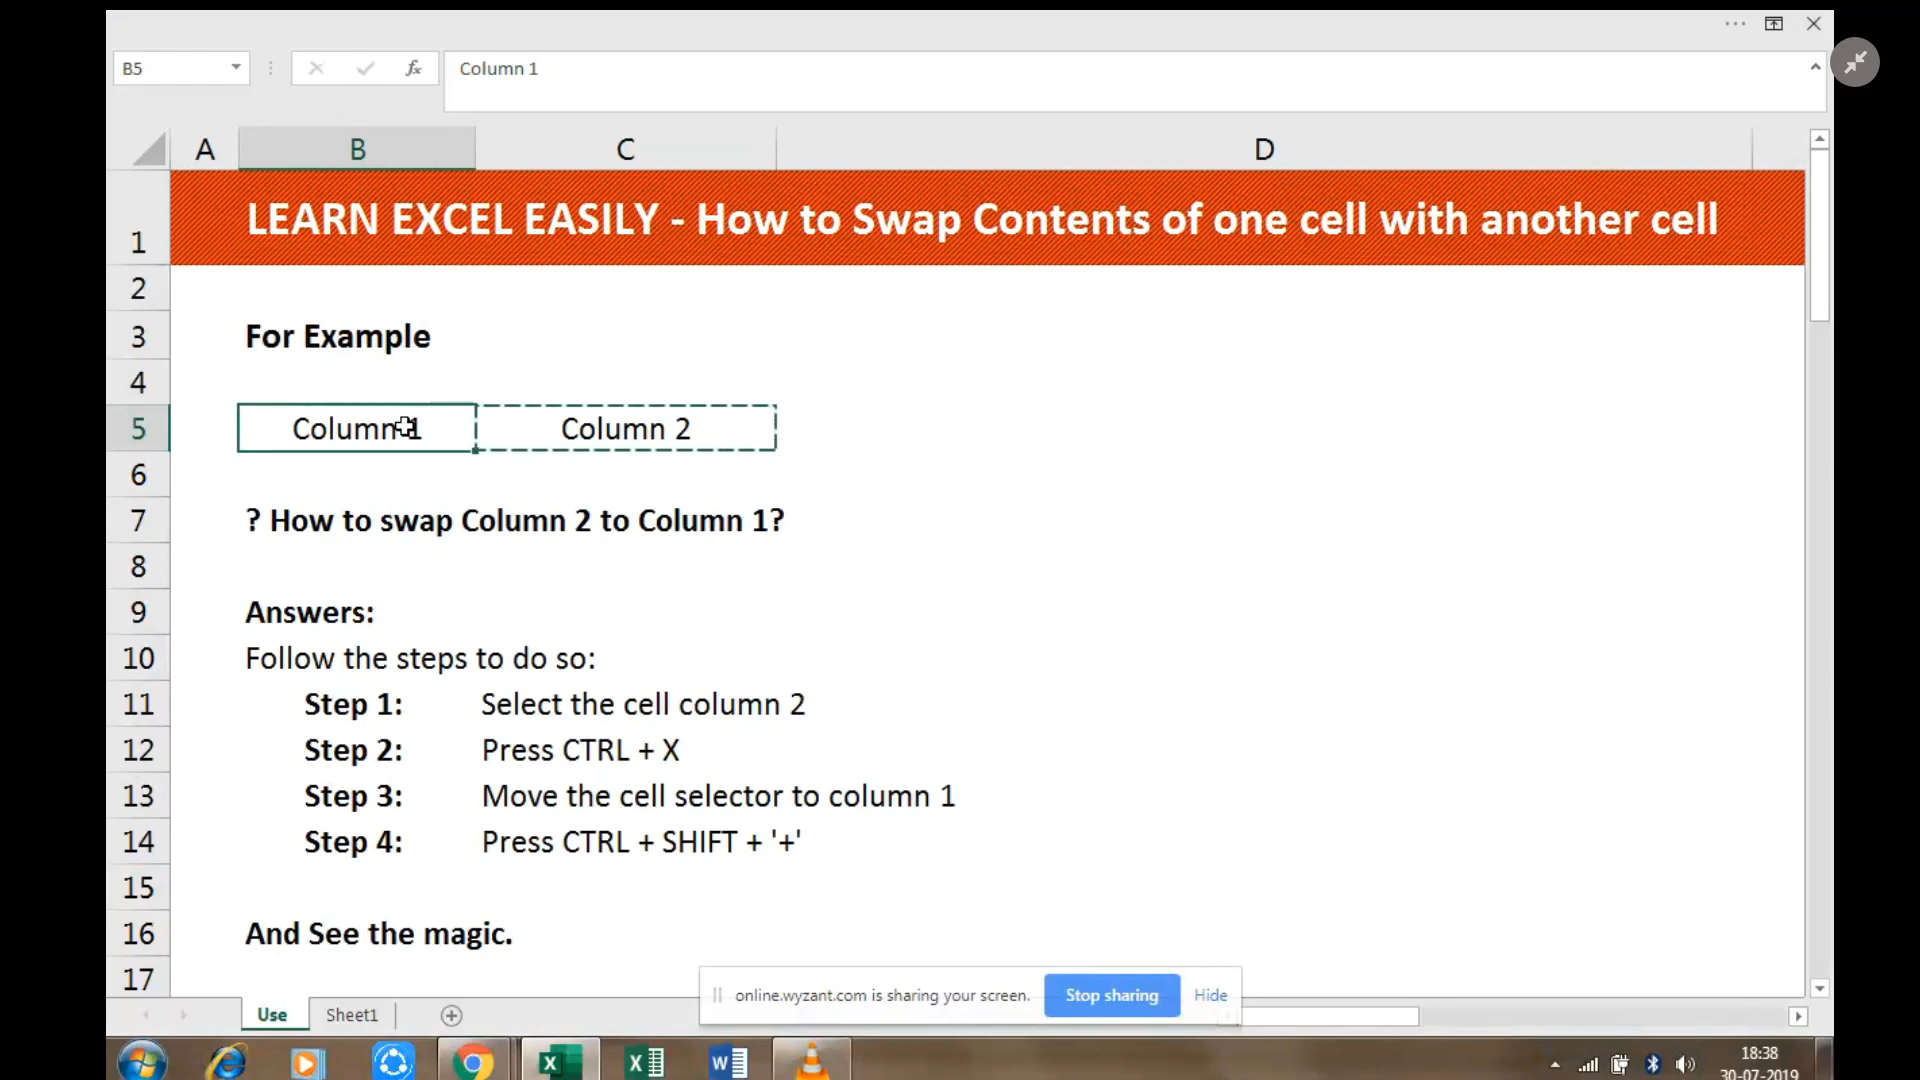 B5
fx
Column 1
A B C D
1 LEARN EXCEL EASILY - How to Swap Contents of one cell with another cell
2
3 For Example
4
5 Column 1 Column 2
6
7 ? How to swap Column 2 to Column 1?
8
9 Answers:
10 Follow the steps to do so:
11 Step 1: Select the cell column 2
12 Step 2: Press CTRL + X
13 Step 3: Move the cell selector to column 1
14 Step 4: Press CTRL + SHIFT + '+'
15
16 And See the magic.
17
online.wyzant.com is sharing your screen. Stop sharing Hide
Use Sheet1
18:38
30-07-2019